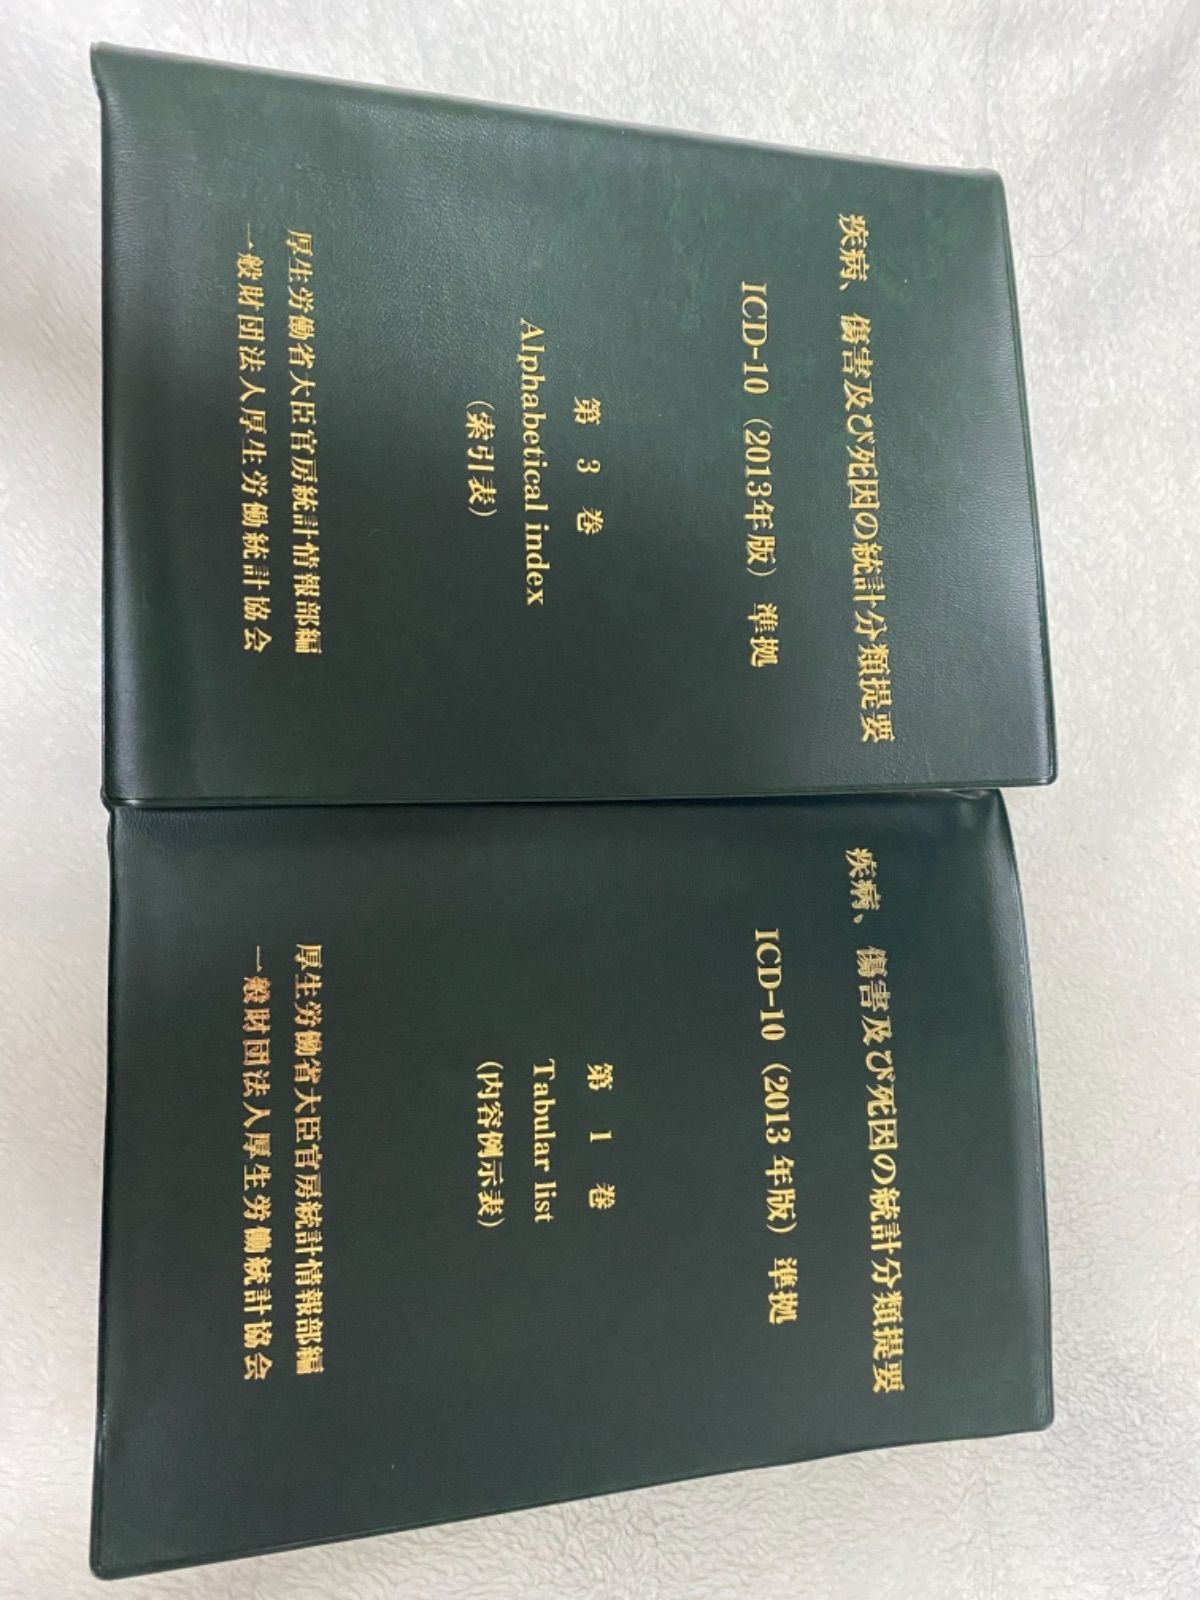 疾病、傷害及び死因の統計分類提要
ICD-10（2013年版）準拠
第 3 巻
Alphabetical index
（索引表）
厚生労働省大臣官房統計情報部編
一般財団法人厚生労働統計協会
疾病、傷害及び死因の統計分類提要
ICD-10（2013年版）準拠
第 1 巻
Tabular list
（内容例示表）
厚生労働省大臣官房統計情報部編
一般財団法人厚生労働統計協会